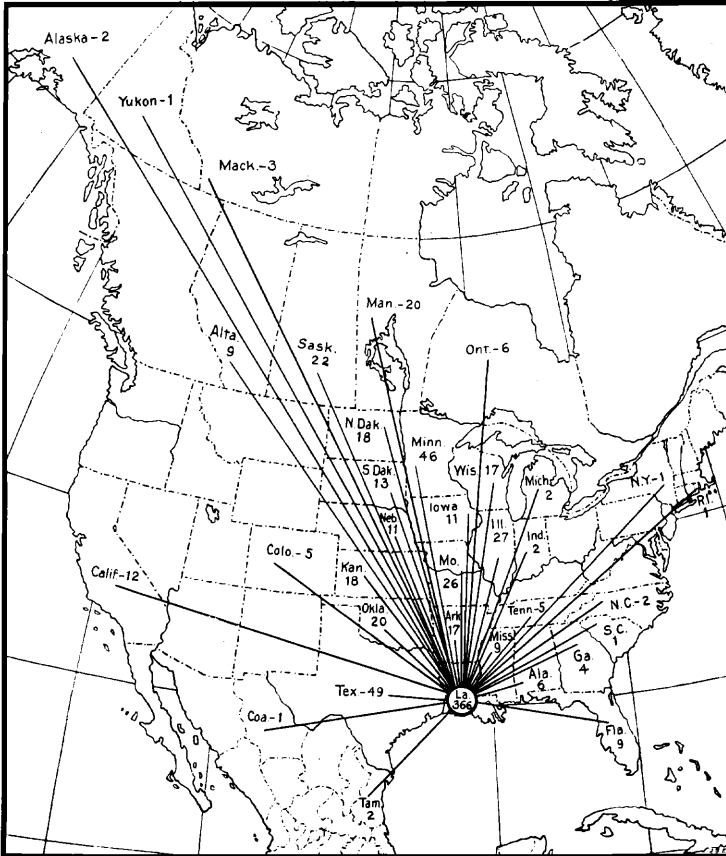 Alaska-2
Yukon-1
Mack.-3
Man.-20
Alta.
9
Sask.
22
Ont.-6
N.Dak.
18
Minn.
46
Wis. 17
S.Dak.
13
Mich.
2
N.Y.-1
R.I.
1
Neb.
11
Iowa
11
Ill.
27
Ind.
2
Colo.-5
Kan.
18
Mo.
26
Calif-12
Okla.
20
Ark.
17
Tenn-5
N.C.-2
Miss.
9
S.C.
1
Ga.
4
Ala.
6
Tex-49
La.
366
Coa.-1
Fla.
9
Tam.
2